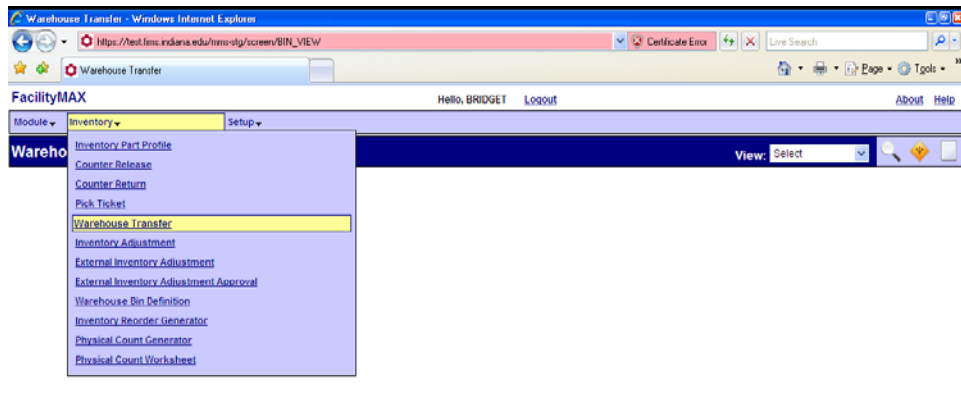 Warehouse Transfer - Windows Internet Explorer
https://test.fms.indiana.edu/mms-stg/screen/BIN_VIEW
Certificate Error
Live Search
Warehouse Transfer
Page
Tools
FacilityMAX
Hello, BRIDGET
Logout
About
Help
Module
Inventory
Setup
Wareho
View:
Select
Inventory Part Profile
Counter Release
Counter Return
Pick Ticket
Warehouse Transfer
Inventory Adjustment
External Inventory Adjustment
External Inventory Adjustment Approval
Warehouse Bin Definition
Inventory Reorder Generator
Physical Count Generator
Physical Count Worksheet